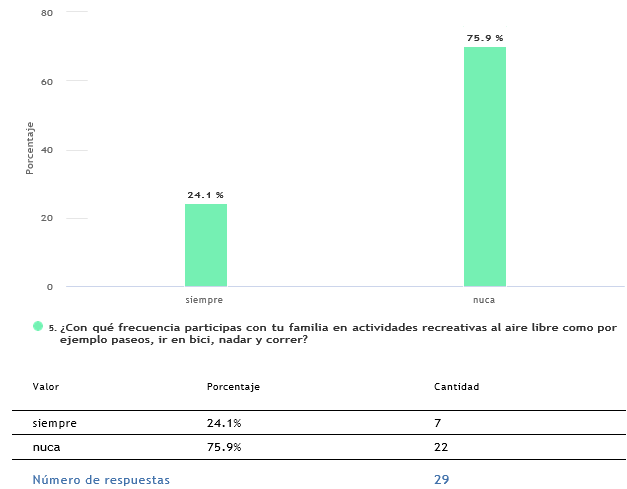 80
75.9 %
60
Porcentaje
40
24.1 %
20
0
siempre nuca
5. ¿Con qué frecuencia participas con tu familia en actividades recreativas al aire libre como por
ejemplo paseos, ir en bici, nadar y correr?
Valor Porcentaje Cantidad
siempre 24.1% 7
nuca 75.9% 22
Número de respuestas 29